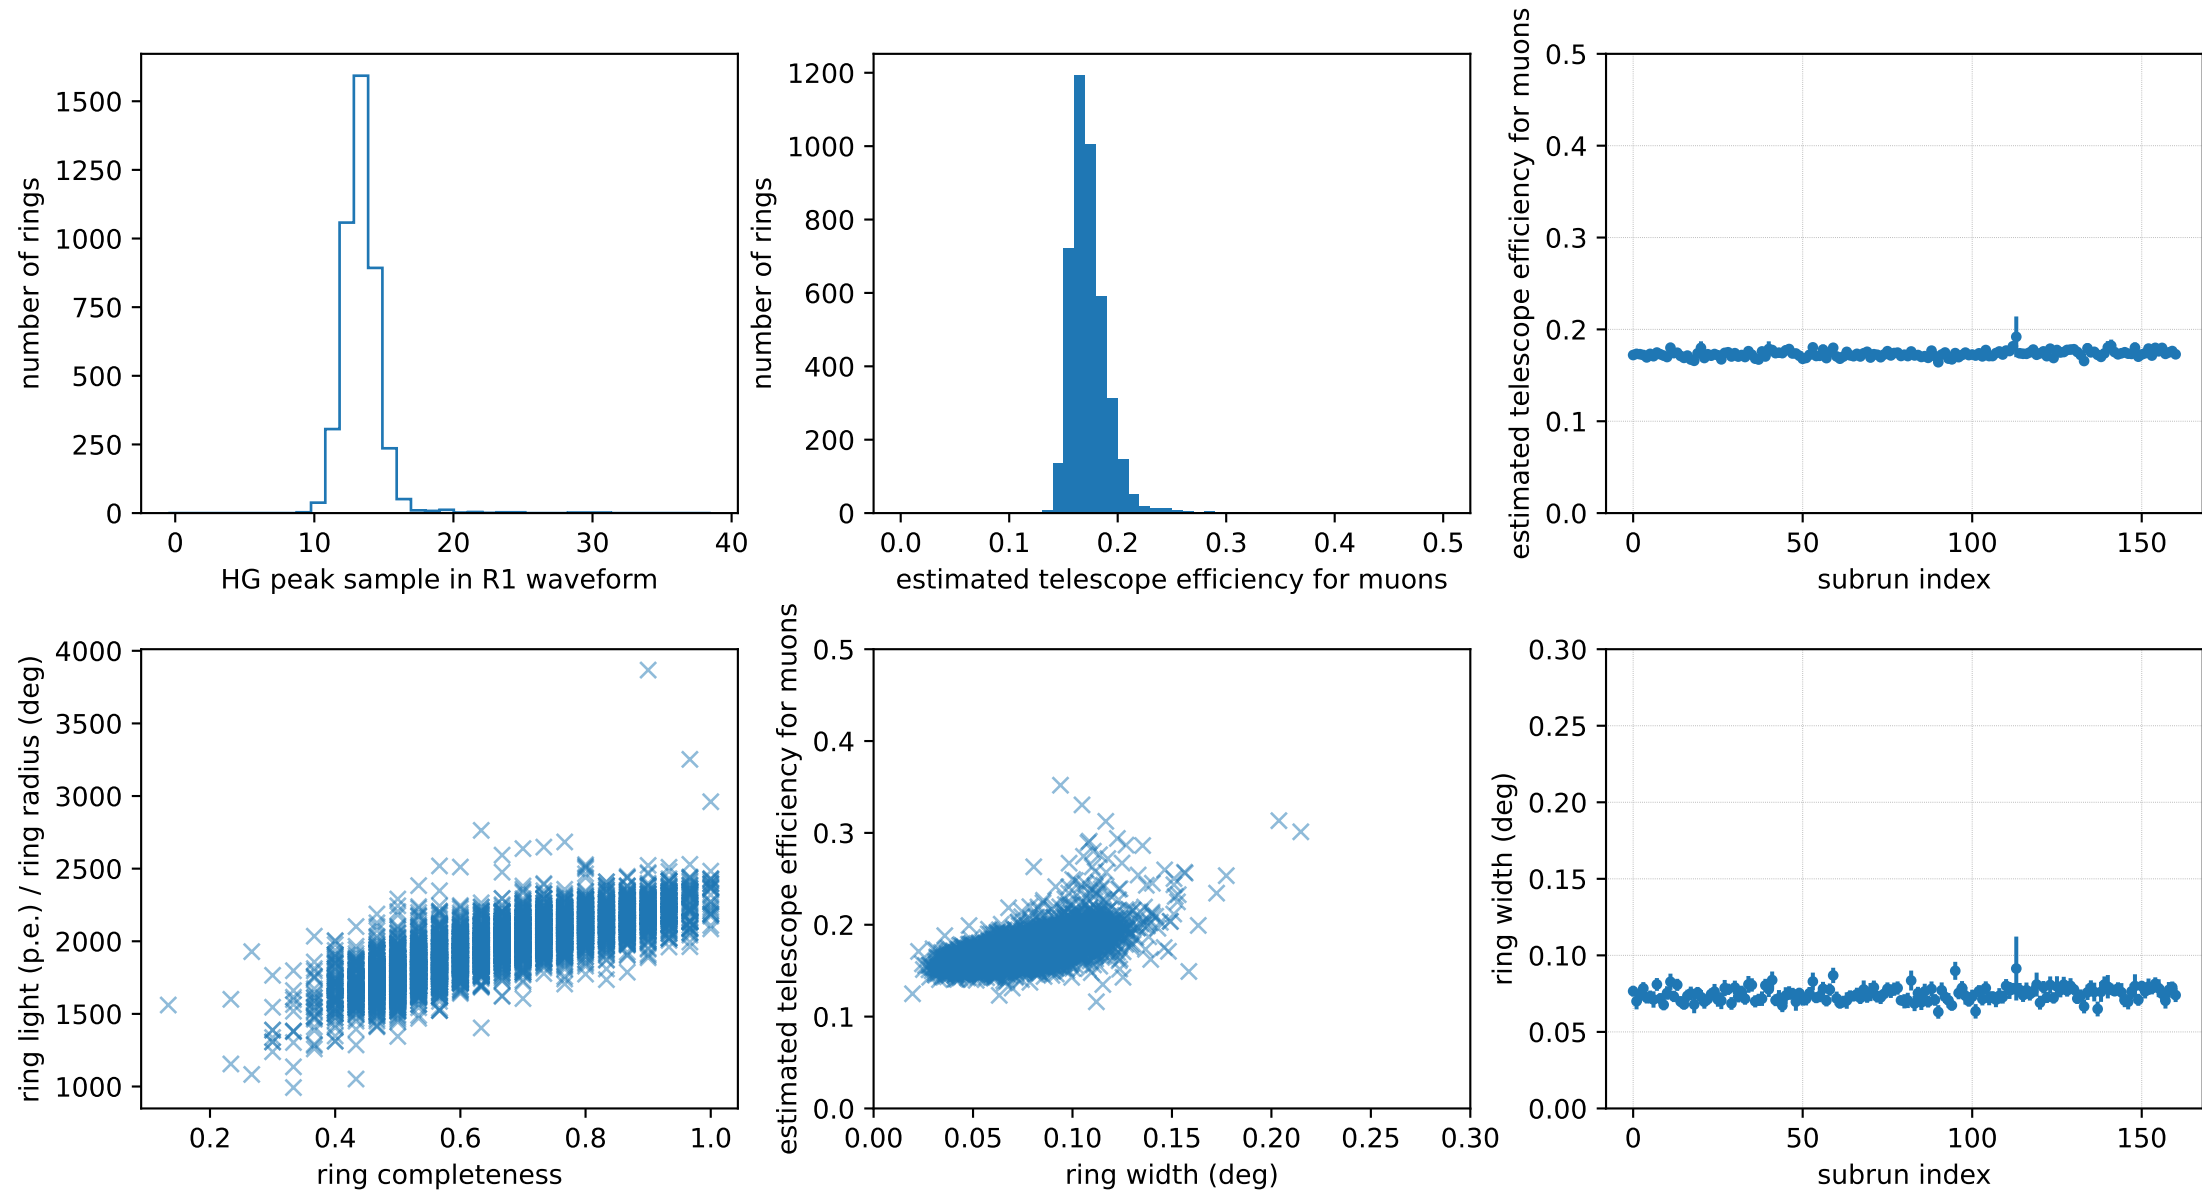 1500
1250
1000
750
500
250
0
number of rings
0 10 20 30 40
HG peak sample in R1 waveform
1200
1000
800
600
400
200
0
number of rings
0.0 0.1 0.2 0.3 0.4 0.5
estimated telescope efficiency for muons
0.5
0.4
0.3
0.2
0.1
0.0
estimated telescope efficiency for muons
0 50 100 150
subrun index
4000
3500
3000
2500
2000
1500
1000
ring light (p.e.) / ring radius (deg)
0.2 0.4 0.6 0.8 1.0
ring completeness
0.5
0.4
0.3
0.2
0.1
0.0
estimated telescope efficiency for muons
0.00 0.05 0.10 0.15 0.20 0.25 0.30
ring width (deg)
0.30
0.25
0.20
0.15
0.10
0.05
0.00
ring width (deg)
0 50 100 150
subrun index